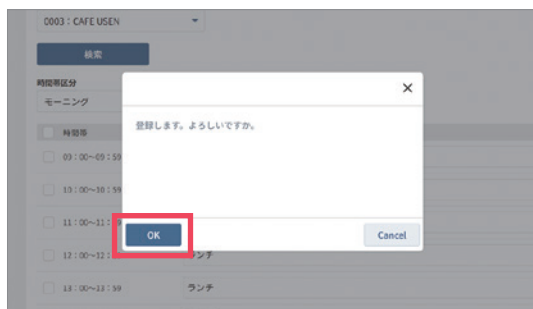 0003：CAFE USEN
検索
時間帯区分
モーニング
時間帯
09：00～09：59
10：00～10：59
11：00～11：
12：00～12：
ランチ
13：00～13：59
ランチ
登録します。よろしいですか。
OK
Cancel